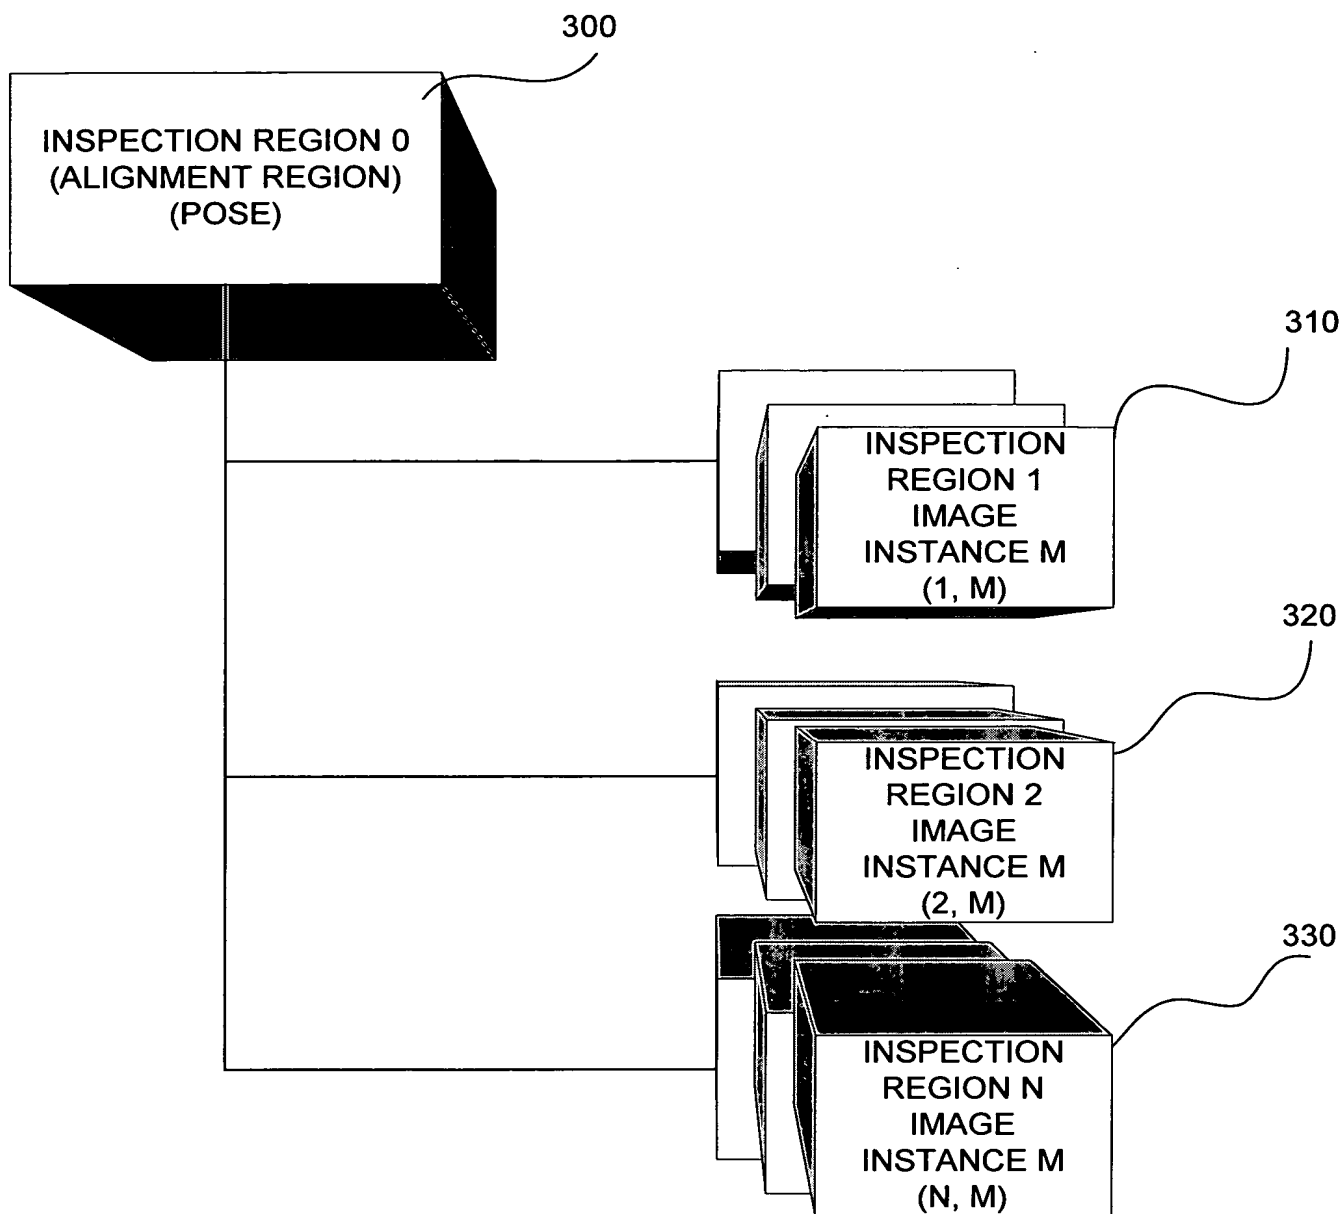 300
INSPECTION REGION 0
(ALIGNMENT REGION)
(POSE)
310
INSPECTION
REGION 1
IMAGE
INSTANCE M
(1, M)
320
INSPECTION
REGION 2
IMAGE
INSTANCE M
(2, M)
330
INSPECTION
REGION N
IMAGE
INSTANCE M
(N, M)